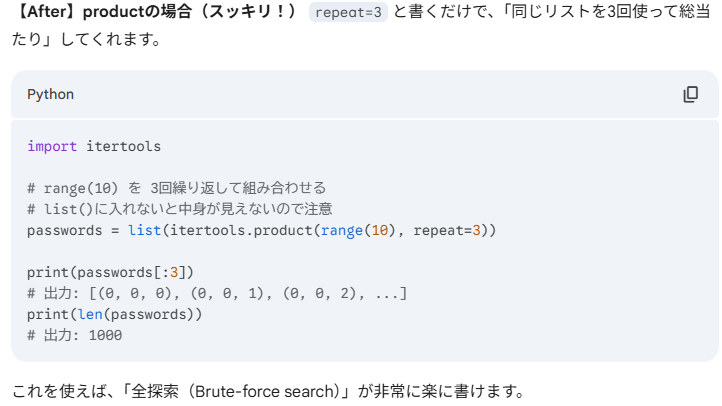 【After】productの場合（スッキリ！） repeat=3 と書くだけで、「同じリストを3回使って総当
たり」してくれます。
Python
import itertools
# range(10) を 3回繰り返して組み合わせる
# list()に入れないと中身が見えないので注意
passwords = list(itertools.product(range(10), repeat=3))
print(passwords[:3])
# 出力: [(0, 0, 0), (0, 0, 1), (0, 0, 2), ...]
print(len(passwords))
# 出力: 1000
これを使えば、「全探索（Brute-force search）」が非常に楽に書けます。